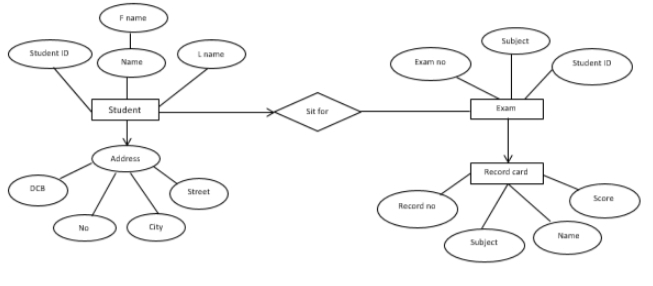 F name
Student ID
Name
L name
Student
Address
DCB
No
City
Street
Sit for
Subject
Exam no
Student ID
Exam
Record card
Record no
Subject
Name
Score